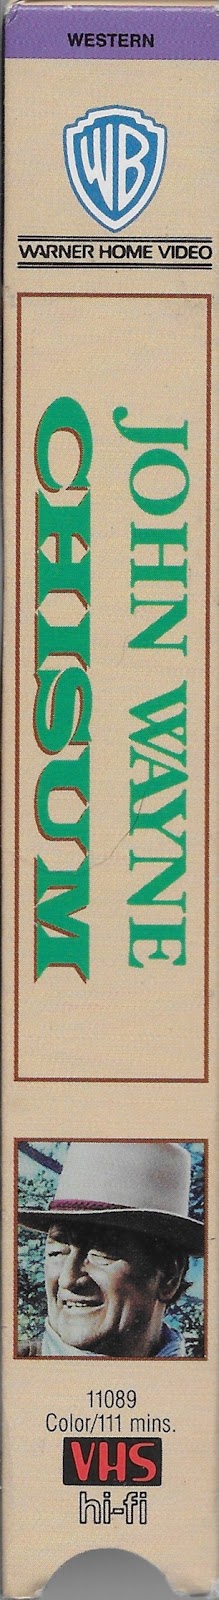 WESTERN
WB
WARNER HOME VIDEO
JOHN WAYNE
CHISUM
11089
Color/111 mins.
VHS
hi-fi